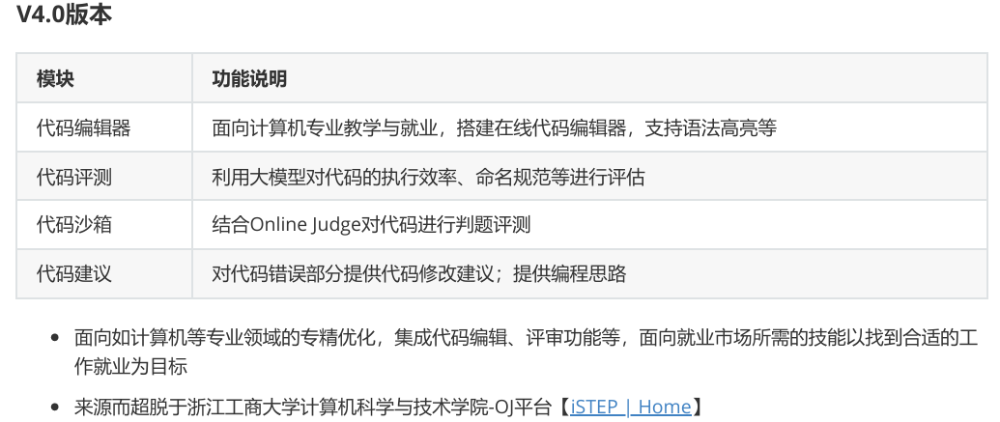 V4.0版本
模块 功能说明
代码编辑器 面向计算机专业教学与就业，搭建在线代码编辑器，支持语法高亮等
代码评测 利用大模型对代码的执行效率、命名规范等进行评估
代码沙箱 结合Online Judge对代码进行判题评测
代码建议 对代码错误部分提供代码修改建议；提供编程思路
• 面向如计算机等专业领域的专精优化，集成代码编辑、评审功能等，面向就业市场所需的技能以找到合适的工
作就业为目标
• 来源而超脱于浙江工商大学计算机科学与技术学院-OJ平台【iSTEP | Home】